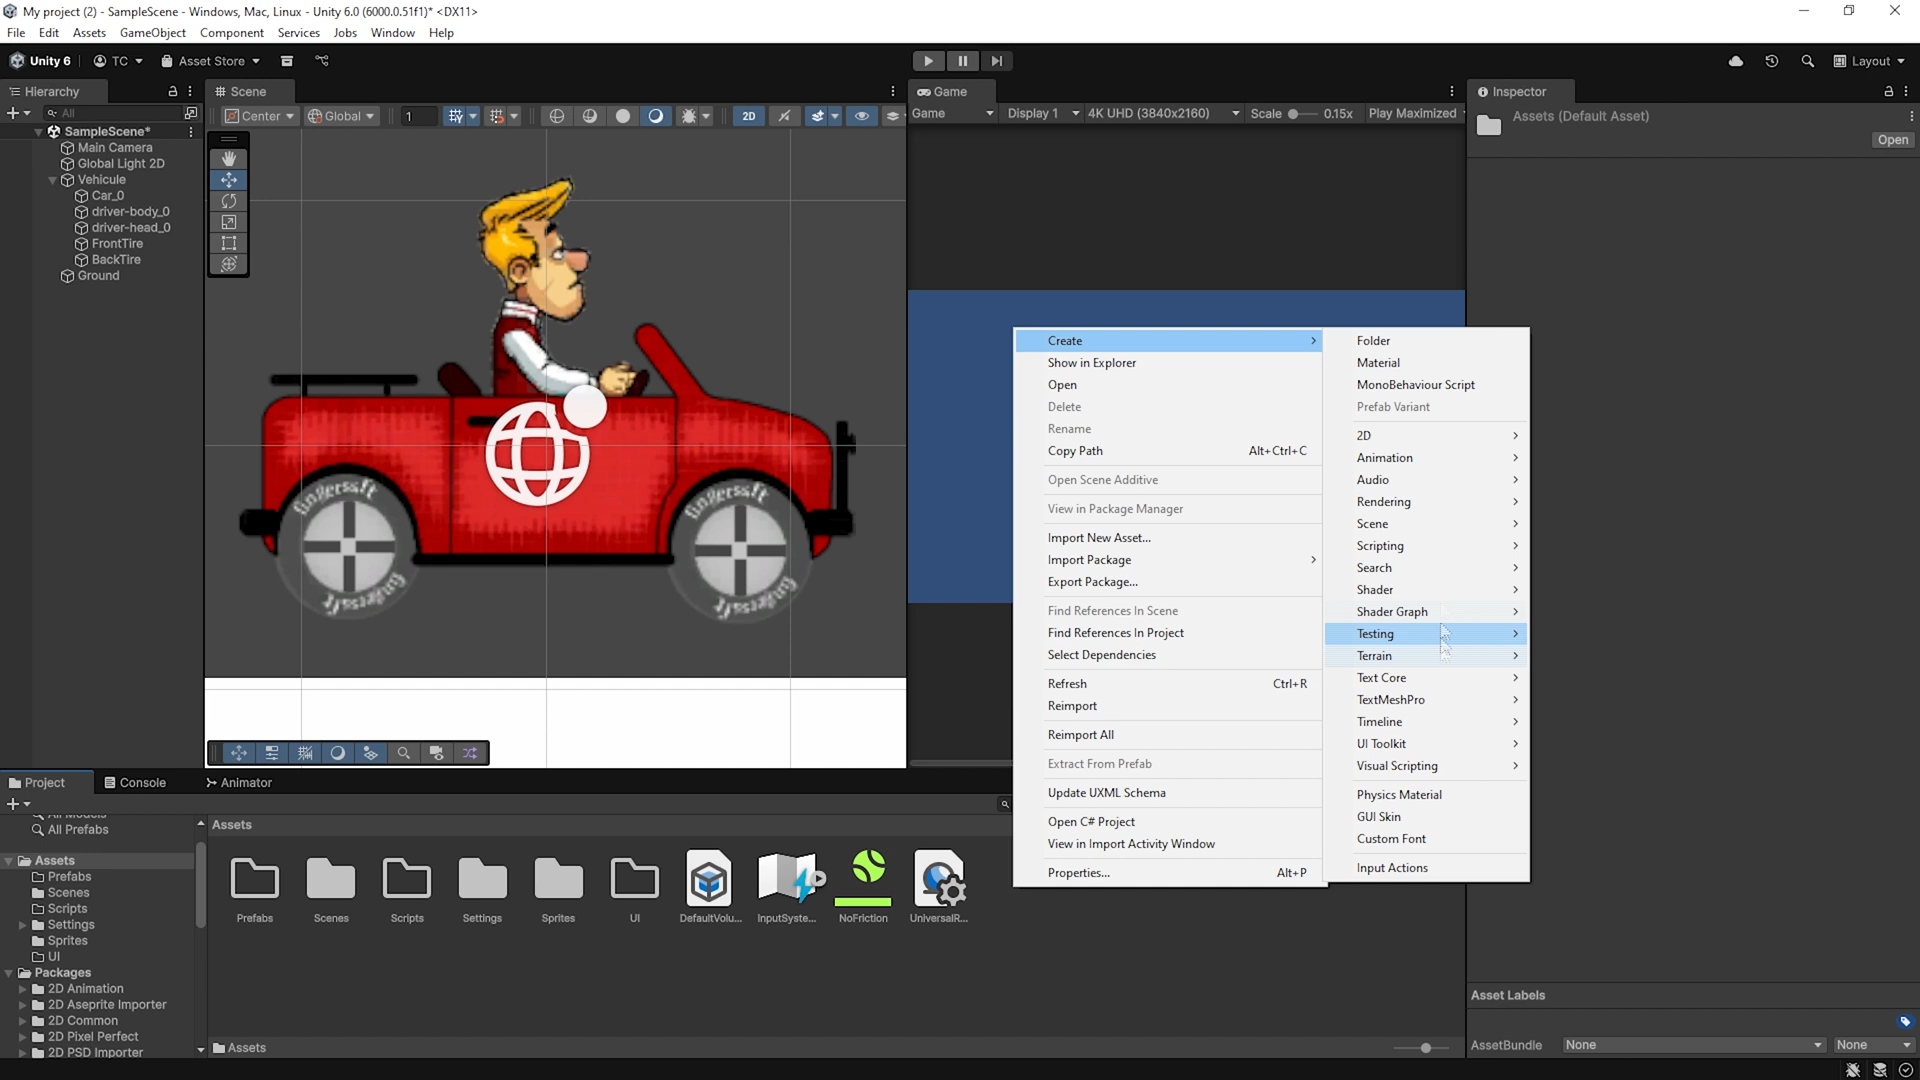 My project (2) - SampleScene - Windows, Mac, Linux - Unity 6.0 (6000.0.51f1)* <DX11>
File Edit Assets GameObject Component Services Jobs Window Help
Unity 6 TC Asset Store Layout
Hierarchy
All
SampleScene*
Main Camera
Global Light 2D
Vehicule
Car_0
driver-body_0
driver-head_0
FrontTire
BackTire
Ground
Scene
Center Global 1 2D
fingersoft
fingersoft
fingersoft
fingersoft
Game
Game Display 1 4K UHD (3840x2160) Scale 0.15x Play Maximized
Create
Show in Explorer
Open
Delete
Rename
Copy Path Alt+Ctrl+C
Open Scene Additive
View in Package Manager
Import New Asset...
Import Package
Export Package...
Find References In Scene
Find References In Project
Select Dependencies
Refresh Ctrl+R
Reimport
Reimport All
Extract From Prefab
Update UXML Schema
Open C# Project
View in Import Activity Window
Properties... Alt+P
Folder
Material
MonoBehaviour Script
Prefab Variant
2D
Animation
Audio
Rendering
Scene
Scripting
Search
Shader
Shader Graph
Testing
Terrain
Text Core
TextMeshPro
Timeline
UI Toolkit
Visual Scripting
Physics Material
GUI Skin
Custom Font
Input Actions
Inspector
Assets (Default Asset)
Open
Asset Labels
AssetBundle None None
Project Console Animator
All Prefabs
Assets
Prefabs
Scenes
Scripts
Settings
Sprites
UI
Packages
2D Animation
2D Aseprite Importer
2D Common
2D Pixel Perfect
2D PSD Importer
Assets
Prefabs Scenes Scripts Settings Sprites UI DefaultVolu... InputSyste... NoFriction UniversalR...
Assets